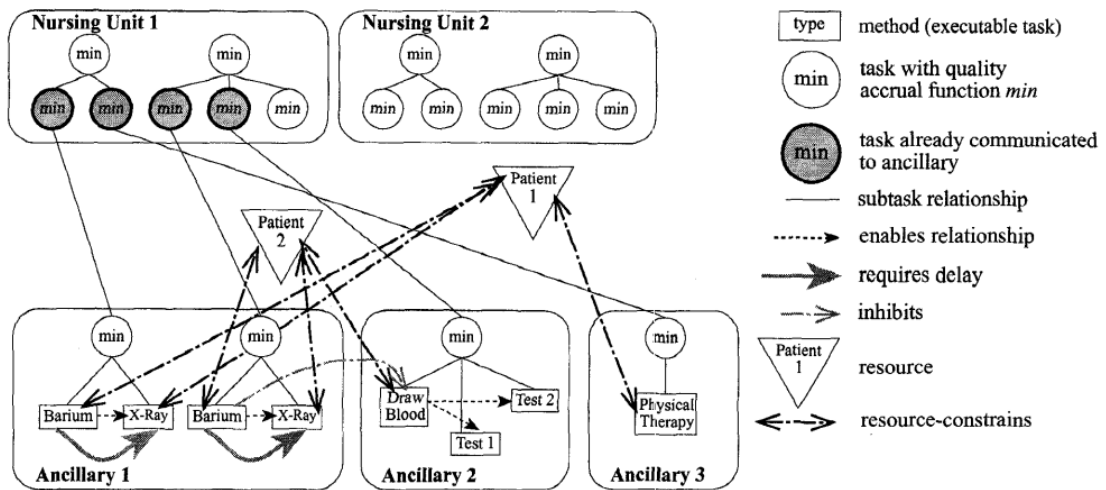 Nursing Unit 1
min
min
min
min
min
min
min
Nursing Unit 2
min
min
min
min
min
min
min
type
method (executable task)
min
task with quality
accrual function min
min
task already communicated
to ancillary
subtask relationship
enables relationship
requires delay
inhibits
Patient
1
resource
resource-constrains
Patient
1
Patient
2
min
min
Barium
X-Ray
Barium
X-Ray
Ancillary 1
min
Draw
Blood
Test 2
Test 1
Ancillary 2
min
Physical
Therapy
Ancillary 3